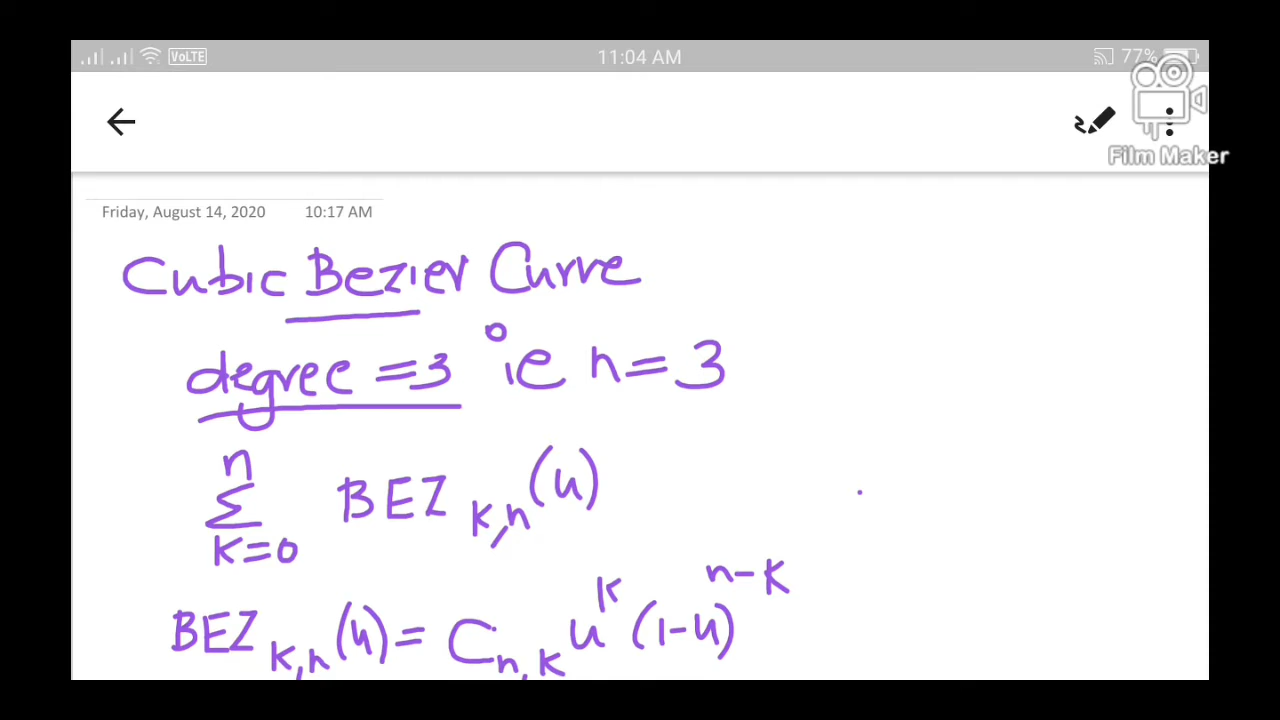 VoLTE 11:04 AM 77%
Film Maker
Friday, August 14, 2020 10:17 AM
Cubic Bezier Curve
degree = 3 ie n = 3
n
Σ BEZ k,n (u)
k=0
BEZ k,n (u) = C n,k u^k (1-u)^n-k